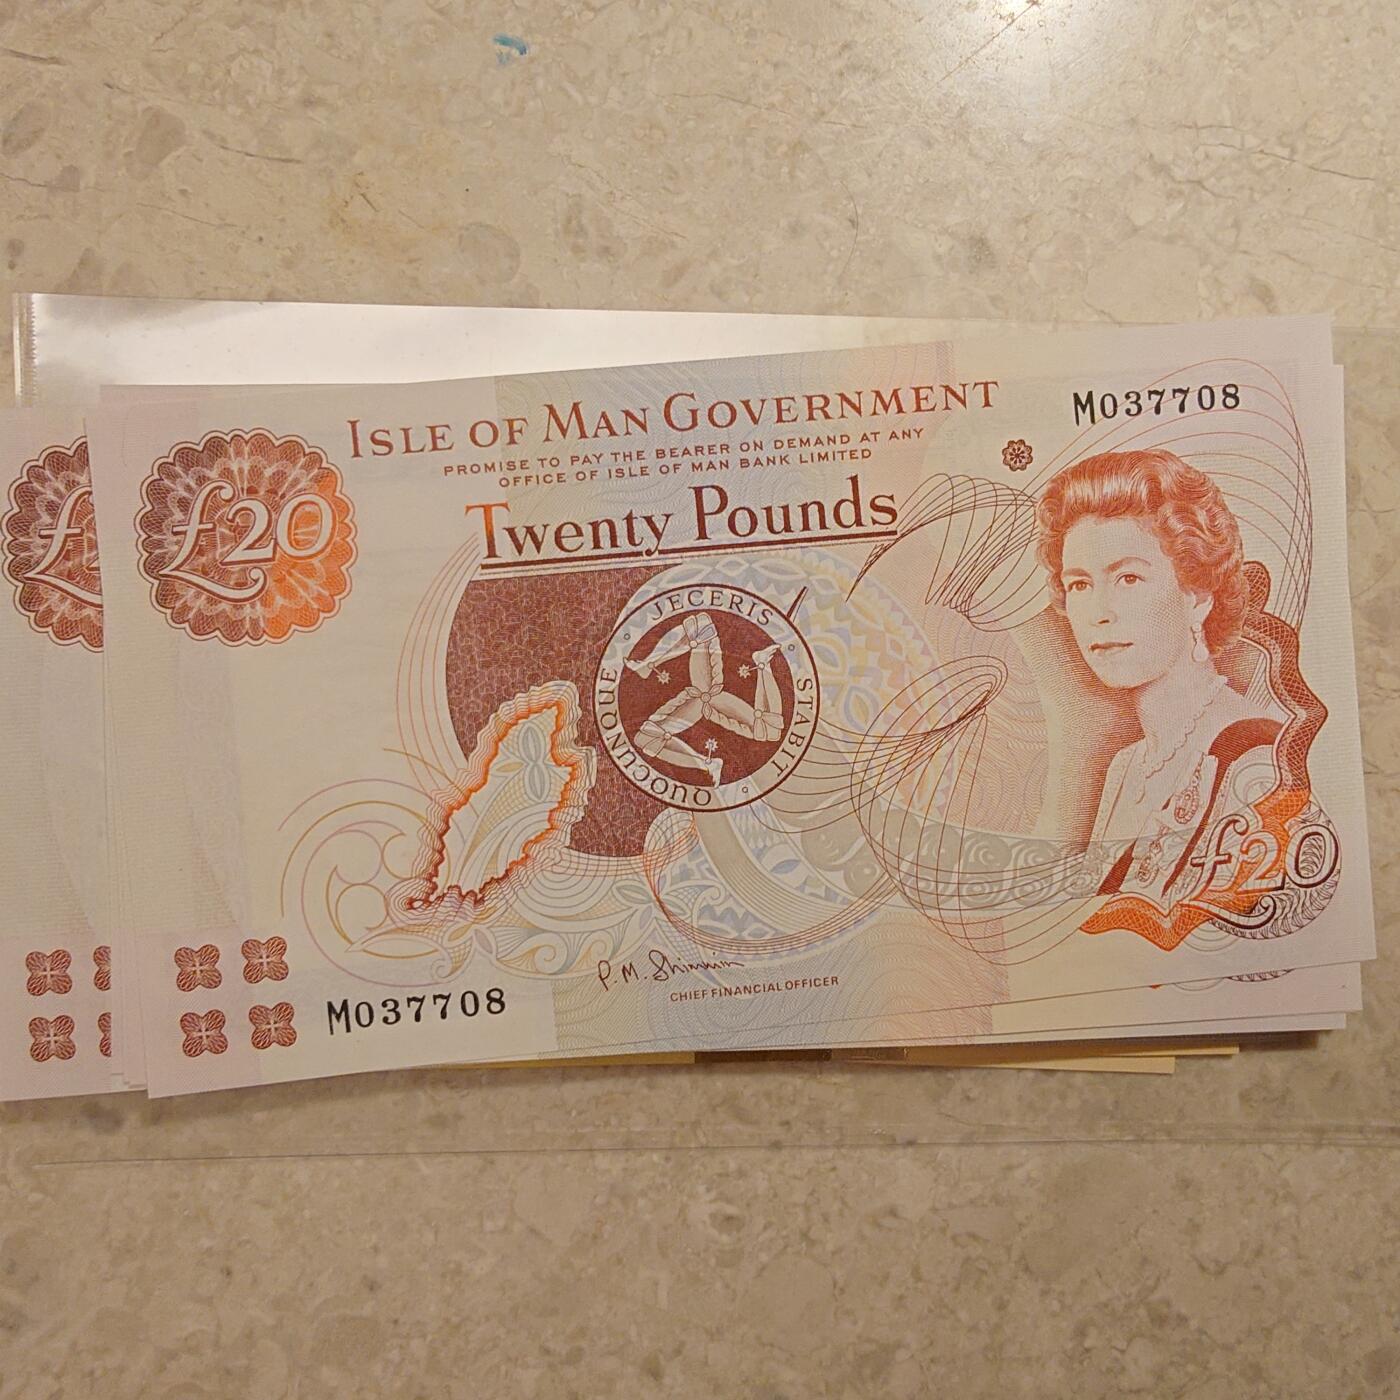 ISLE OF MAN GOVERNMENT
M037708
PROMISE TO PAY THE BEARER ON DEMAND AT ANY
OFFICE OF ISLE OF MAN BANK LIMITED
£20
Twenty Pounds
QUOCUNQUE JECERIS STABIT
£20
P.M. Shimmin
CHIEF FINANCIAL OFFICER
M037708